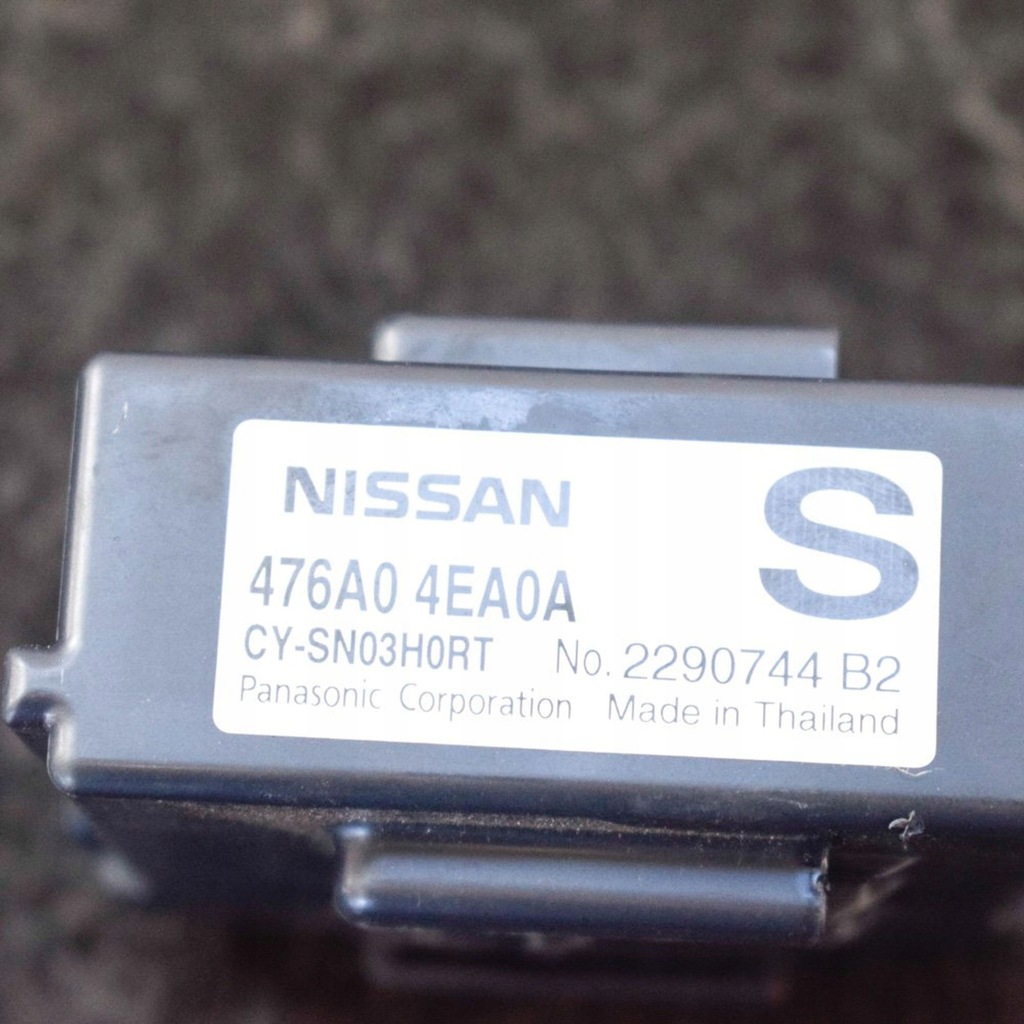 NISSAN S
476A0 4EA0A
CY-SN03H0RT No. 2290744 B2
Panasonic Corporation Made in Thailand